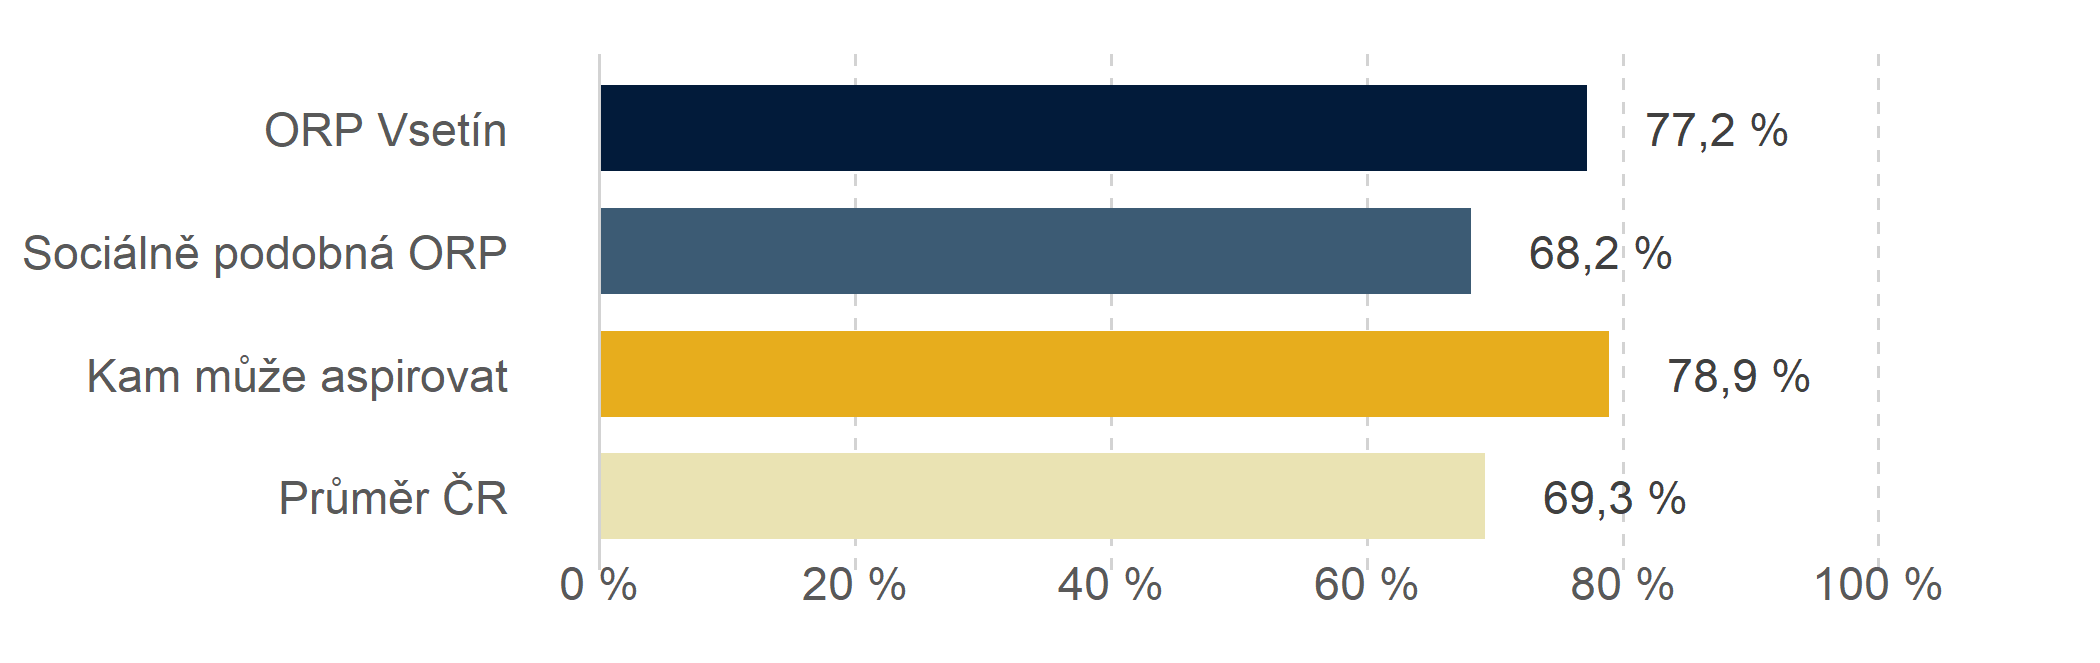 ORP Vsetín
77,2 %
Sociálně podobná ORP
68,2 %
Kam může aspirovat
78,9 %
Průměr ČR
69,3 %
0 %
20 %
40 %
60 %
80 %
100 %